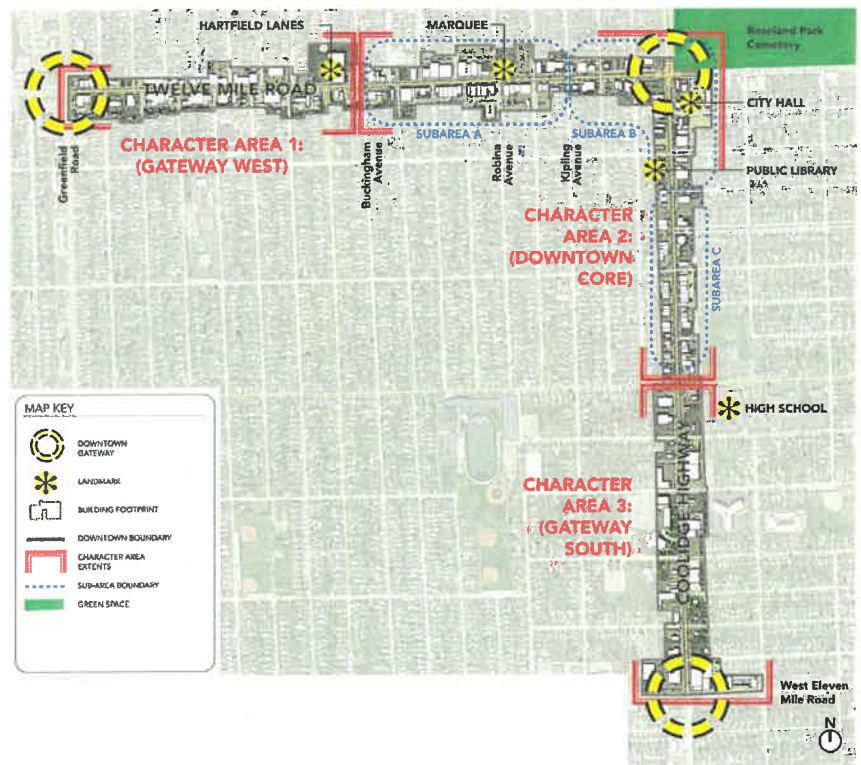 HARTFIELD LANES
MARQUEE
Roseland Park
Cemetery
TWELVE MILE ROAD
CITY HALL
SUBAREA A
SUBAREA B
CHARACTER AREA 1:
(GATEWAY WEST)
Greenfield
Road
Buckingham
Avenue
Robina
Avenue
Kipling
Avenue
PUBLIC LIBRARY
CHARACTER
AREA 2:
(DOWNTOWN
CORE)
SUBAREA C
HIGH SCHOOL
MAP KEY
DOWNTOWN
GATEWAY
LANDMARK
BUILDING FOOTPRINT
DOWNTOWN BOUNDARY
CHARACTER AREA
EXTENTS
SUB-AREA BOUNDARY
GREEN SPACE
CHARACTER
AREA 3:
(GATEWAY
SOUTH)
COOLIDGE HIGHWAY
West Eleven
Mile Road
N